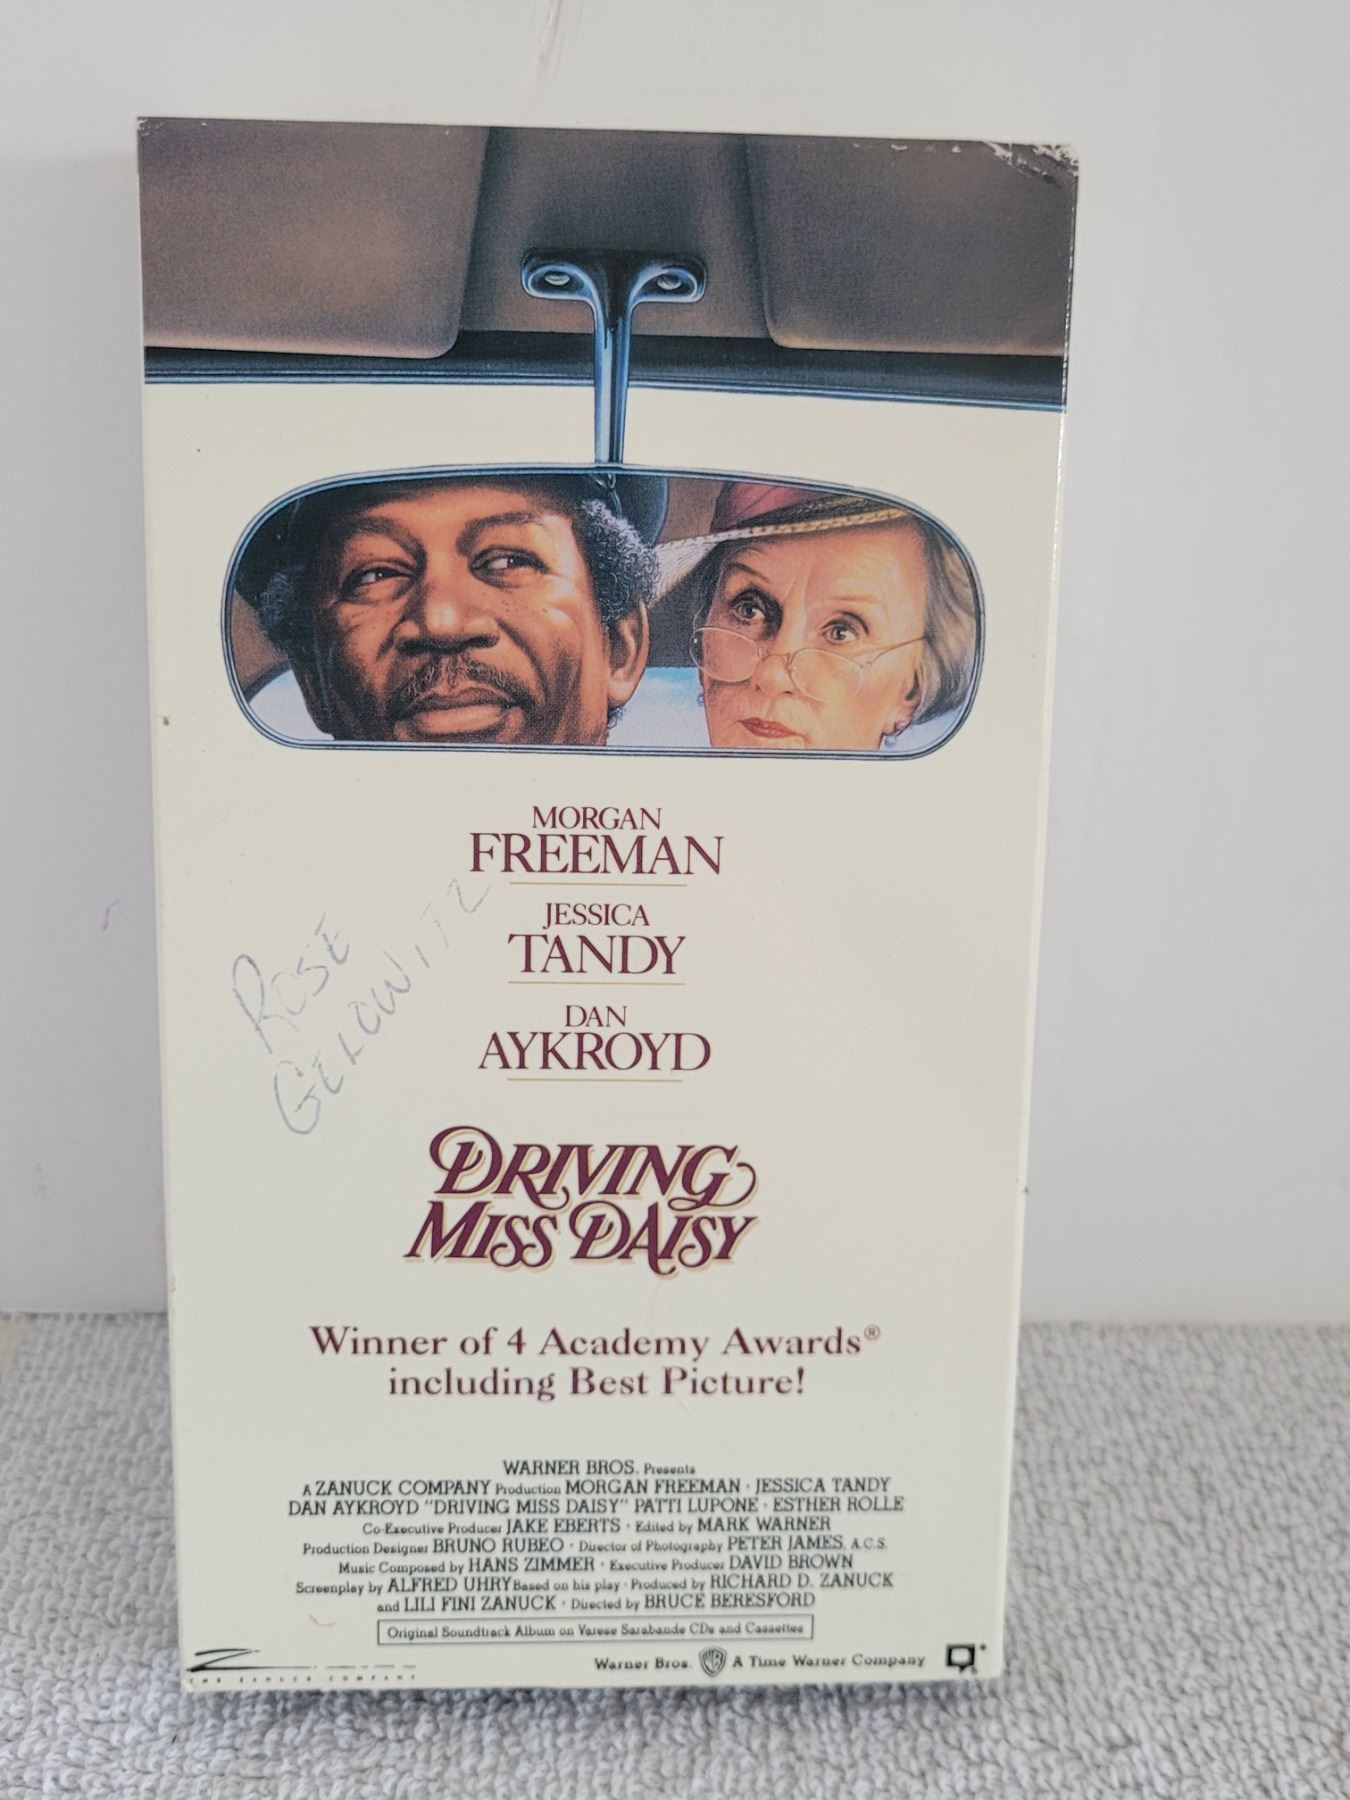 MORGAN
FREEMAN
JESSICA
TANDY
DAN
AYKROYD
ROSE
GELOWITZ
DRIVING
MISS DAISY
Winner of 4 Academy Awards®
including Best Picture!
WARNER BROS. Presents
A ZANUCK COMPANY Production MORGAN FREEMAN · JESSICA TANDY
DAN AYKROYD "DRIVING MISS DAISY" PATTI LUPONE · ESTHER ROLLE
Co-Executive Producer JAKE EBERTS · Edited by MARK WARNER
Production Designer BRUNO RUBEO · Director of Photography PETER JAMES, A.C.S.
Music Composed by HANS ZIMMER · Executive Producer DAVID BROWN
Screenplay by ALFRED UHRY Based on his play · Produced by RICHARD D. ZANUCK
and LILI FINI ZANUCK · Directed by BRUCE BERESFORD
Original Soundtrack Album on Varese Sarabande CDs and Cassettes
THE ZANUCK COMPANY
Warner Bros. WB A Time Warner Company